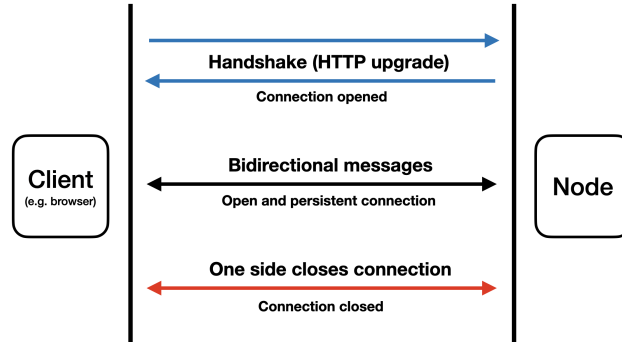 Handshake (HTTP upgrade)
Connection opened
Client
(e.g. browser)
Bidirectional messages
Open and persistent connection
Node
One side closes connection
Connection closed